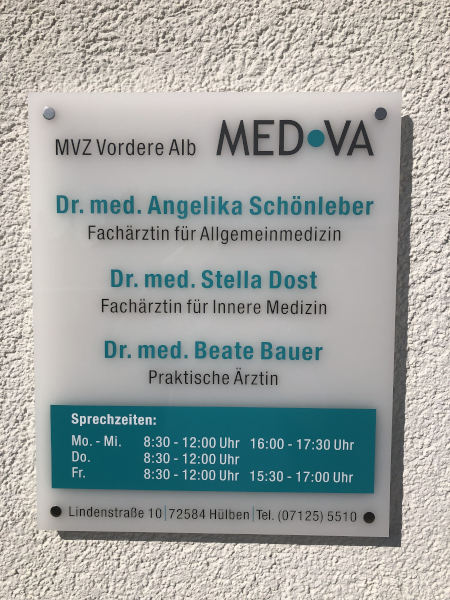 MVZ Vordere Alb MED•VA
Dr. med. Angelika Schönleber
Fachärztin für Allgemeinmedizin
Dr. med. Stella Dost
Fachärztin für Innere Medizin
Dr. med. Beate Bauer
Praktische Ärztin
Sprechzeiten:
Mo. - Mi. 8:30 - 12:00 Uhr 16:00 - 17:30 Uhr
Do. 8:30 - 12:00 Uhr
Fr. 8:30 - 12:00 Uhr 15:30 - 17:00 Uhr
Lindenstraße 10|72584 Hülben|Tel. (07125) 5510